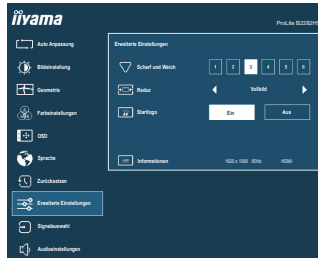 iiyama
ProLite B2282HS
Auto Anpassung
Bildeinstellung
Geometrie
Farbeinstellungen
OSD
Sprache
Zurücksetzen
Erweiterte Einstellungen
Signalauswahl
Audioeinstellungen
Erweiterte Einstellungen
Scharf und Weich
1 2 3 4 5 6
Reduz
Vollbild
Startlogo
Ein
Aus
Informationen
1920 x 1080 60Hz HDMI